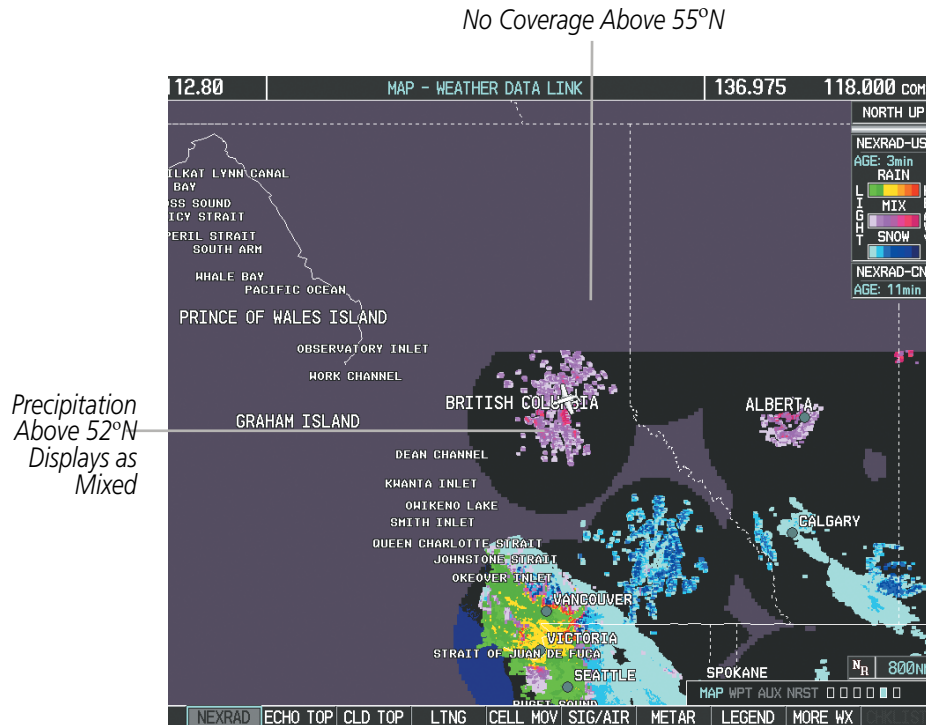 No Coverage Above 55ºN
112.80 MAP – WEATHER DATA LINK 136.975 118.000 COM
NORTH UP
NEXRAD-US
AGE: 3min
RAIN
LIGHT
MIX
SNOW
NEXRAD-CN
AGE: 11min
ILKAT LYNN CANAL
BAY
OSS SOUND
ICY STRAIT
PERIL STRAIT
SOUTH ARM
WHALE BAY
PACIFIC OCEAN
PRINCE OF WALES ISLAND
OBSERVATORY INLET
WORK CHANNEL
Precipitation
Above 52ºN
Displays as
Mixed
BRITISH COLUMBIA
ALBERTA
GRAHAM ISLAND
DEAN CHANNEL
KWANTA INLET
OWIKENO LAKE
SMITH INLET
CALGARY
QUEEN CHARLOTTE STRAIT
JOHNSTONE STRAIT
OKEOVER INLET
VANCOUVER
VICTORIA
STRAIT OF JUAN DE FUCA
SEATTLE
SPOKANE
NR 800NM
MAP WPT AUX NRST
PUGET SOUND
NEXRAD ECHO TOP CLD TOP LTNG CELL MOV SIG/AIR METAR LEGEND MORE WX